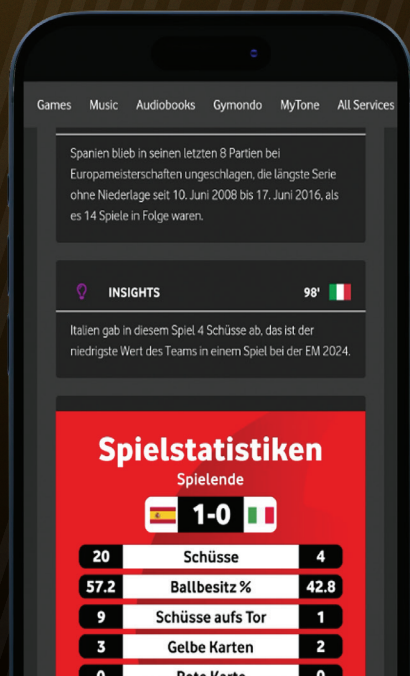 Games Music Audiobooks Gymondo MyTone All Services
Spanien blieb in seinen letzten 8 Partien bei
Europameisterschaften ungeschlagen, die längste Serie
ohne Niederlage seit 10. Juni 2008 bis 17. Juni 2016, als
es 14 Spiele in Folge waren.
INSIGHTS 98'
Italien gab in diesem Spiel 4 Schüsse ab, das ist der
niedrigste Wert des Teams in einem Spiel bei der EM 2024.
Spielstatistiken
Spielende
1-0
20 Schüsse 4
57.2 Ballbesitz % 42.8
9 Schüsse aufs Tor 1
3 Gelbe Karten 2
0 Rote Karte 0